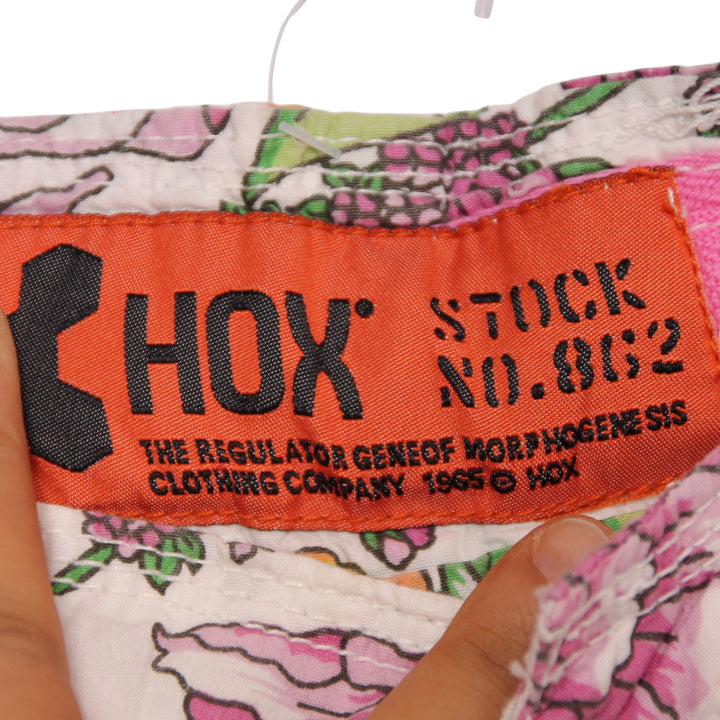 HOX
STOCK
NO.862
THE REGULATOR GENEOF MORPHOGENESIS
CLOTHING COMPANY 1965 © HOX